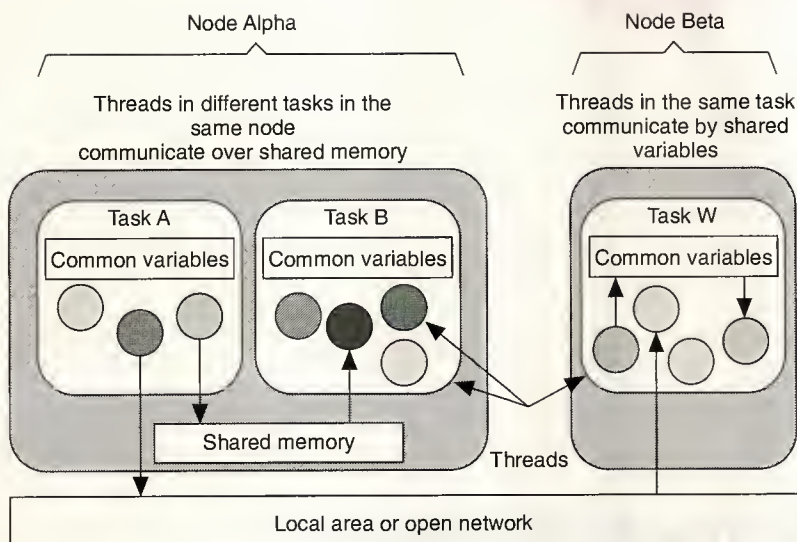 Node Alpha
Node Beta
Threads in different tasks in the
same node
communicate over shared memory
Threads in the same task
communicate by shared
variables
Task A
Common variables
Task B
Common variables
Task W
Common variables
Shared memory
Threads
Local area or open network